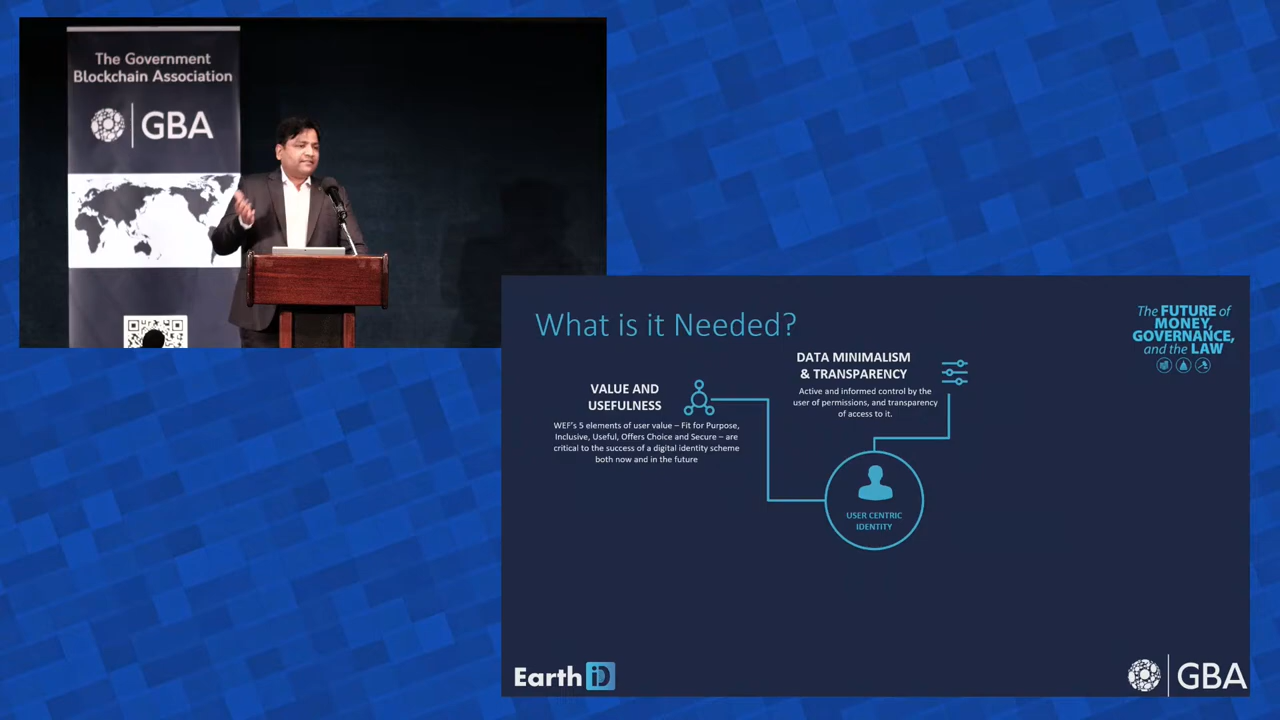 The Government
Blockchain Association
GBA
What is it Needed?
The FUTURE of
MONEY,
GOVERNANCE,
and the LAW
VALUE AND
USEFULNESS
WEF's 5 elements of user value – Fit for Purpose,
Inclusive, Useful, Offers Choice and Secure – are
critical to the success of a digital identity scheme
both now and in the future
DATA MINIMALISM
& TRANSPARENCY
Active and informed control by the
user of permissions, and transparency
of access to it.
USER CENTRIC
IDENTITY
Earth iD
GBA